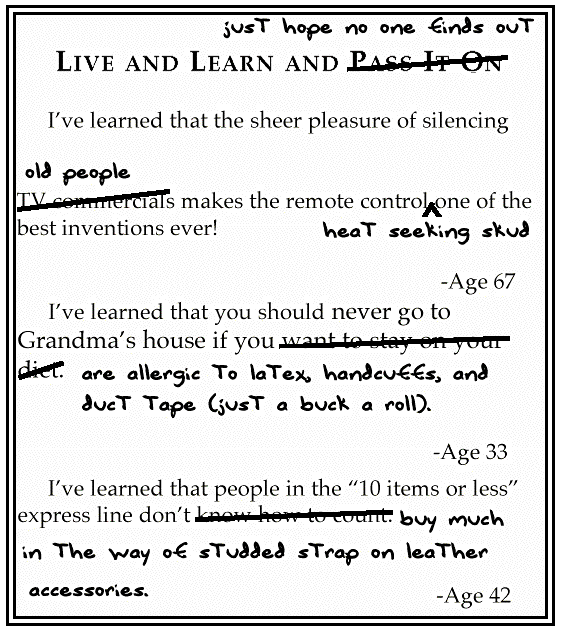 just hope no one finds out
LIVE AND LEARN AND PASS IT ON
I've learned that the sheer pleasure of silencing
old people
TV commercials makes the remote control one of the
best inventions ever! heat seeking skud
-Age 67
I've learned that you should never go to
Grandma's house if you want to stay on your
diet. are allergic to latex, handcuffs, and
duct tape (just a buck a roll).
-Age 33
I've learned that people in the "10 items or less"
express line don't know how to count. buy much
in the way of studded strap on leather
accessories.
-Age 42